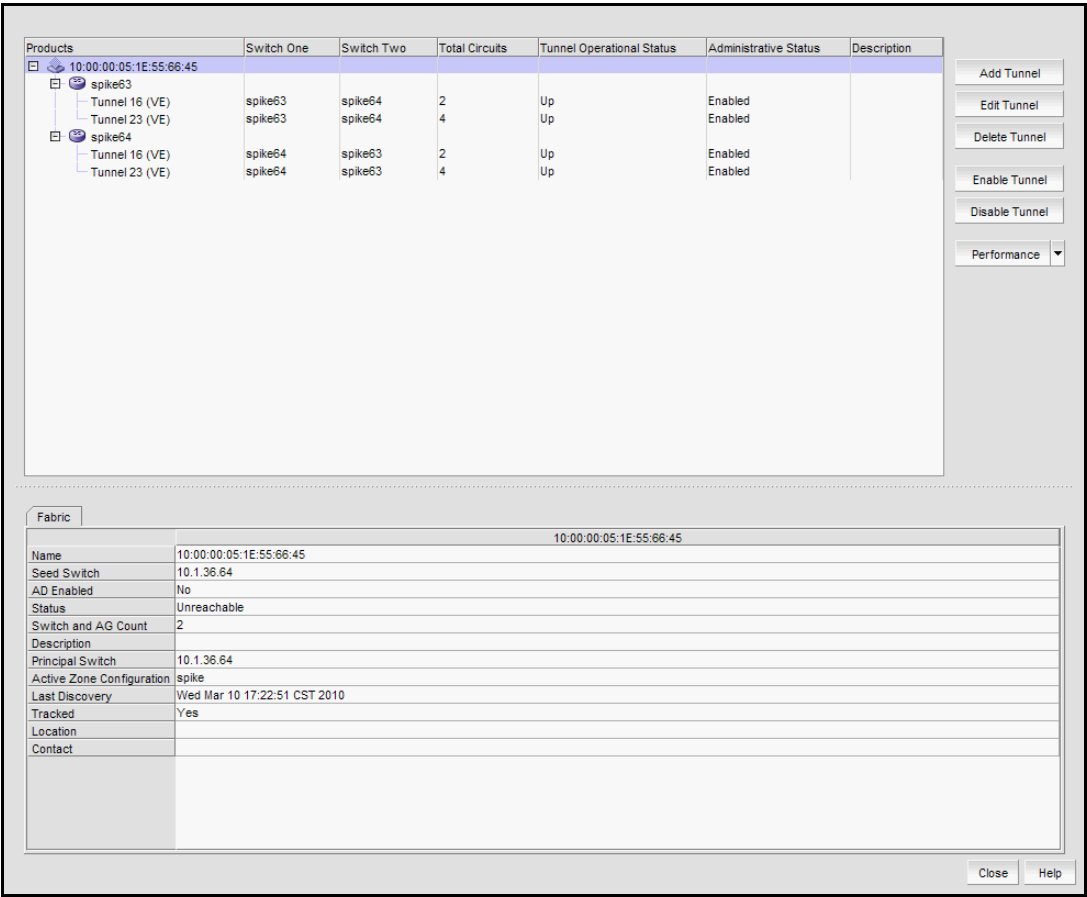 Products Switch One Switch Two Total Circuits Tunnel Operational Status Administrative Status Description
10:00:00:05:1E:55:66:45
spike63
Tunnel 16 (VE) spike63 spike64 2 Up Enabled
Tunnel 23 (VE) spike63 spike64 4 Up Enabled
spike64
Tunnel 16 (VE) spike64 spike63 2 Up Enabled
Tunnel 23 (VE) spike64 spike63 4 Up Enabled
Add Tunnel
Edit Tunnel
Delete Tunnel
Enable Tunnel
Disable Tunnel
Performance
Fabric
10:00:00:05:1E:55:66:45
Name 10:00:00:05:1E:55:66:45
Seed Switch 10.1.36.64
AD Enabled No
Status Unreachable
Switch and AG Count 2
Description
Principal Switch 10.1.36.64
Active Zone Configuration spike
Last Discovery Wed Mar 10 17:22:51 CST 2010
Tracked Yes
Location
Contact
Close Help